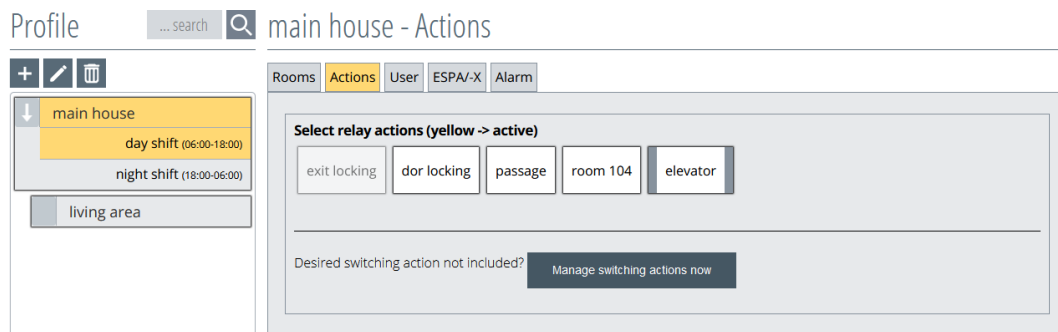 Profile
... search
main house - Actions
Rooms Actions User ESPA/-X Alarm
main house
day shift (06:00-18:00)
night shift (18:00-06:00)
living area
Select relay actions (yellow -> active)
exit locking dor locking passage room 104 elevator
Desired switching action not included? Manage switching actions now